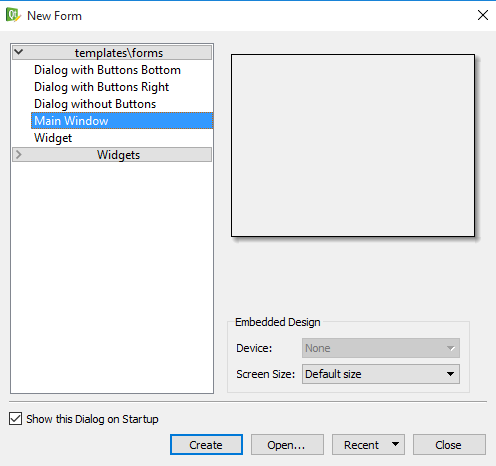 New Form
templates\forms
Dialog with Buttons Bottom
Dialog with Buttons Right
Dialog without Buttons
Main Window
Widget
Widgets
Embedded Design
Device: None
Screen Size: Default size
Show this Dialog on Startup
Create Open... Recent Close